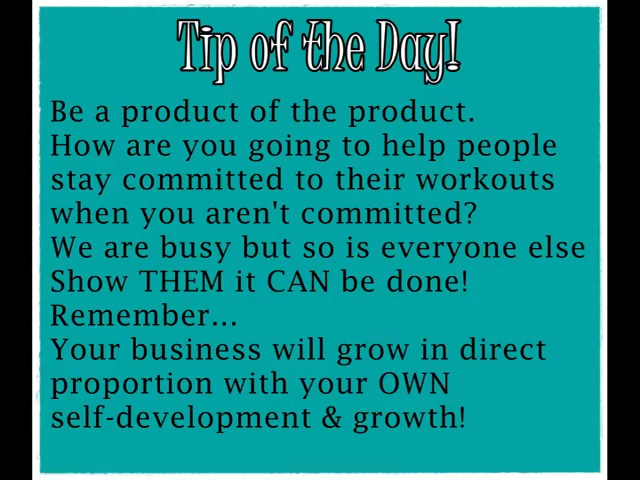 Tip of the Day!
Be a product of the product.
How are you going to help people
stay committed to their workouts
when you aren't committed?
We are busy but so is everyone else
Show THEM it CAN be done!
Remember...
Your business will grow in direct
proportion with your OWN
self-development & growth!